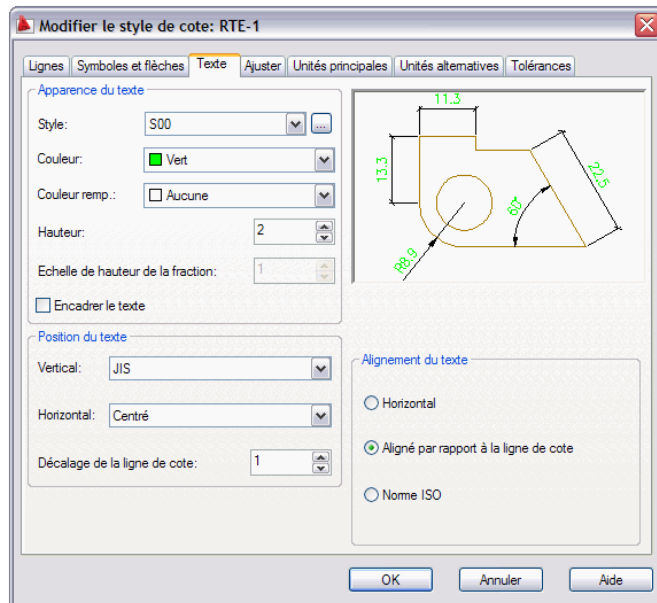 Modifier le style de cote: RTE-1
Lignes Symboles et flèches Texte Ajuster Unités principales Unités alternatives Tolérances
Apparence du texte
Style: S00 ...
Couleur: Vert
Couleur remp.: Aucune
Hauteur: 2
Echelle de hauteur de la fraction: 1
Encadrer le texte
11.3
13.3
22.5
60°
R8.9
Position du texte
Vertical: JIS
Horizontal: Centré
Décalage de la ligne de cote: 1
Alignement du texte
Horizontal
Aligné par rapport à la ligne de cote
Norme ISO
OK Annuler Aide